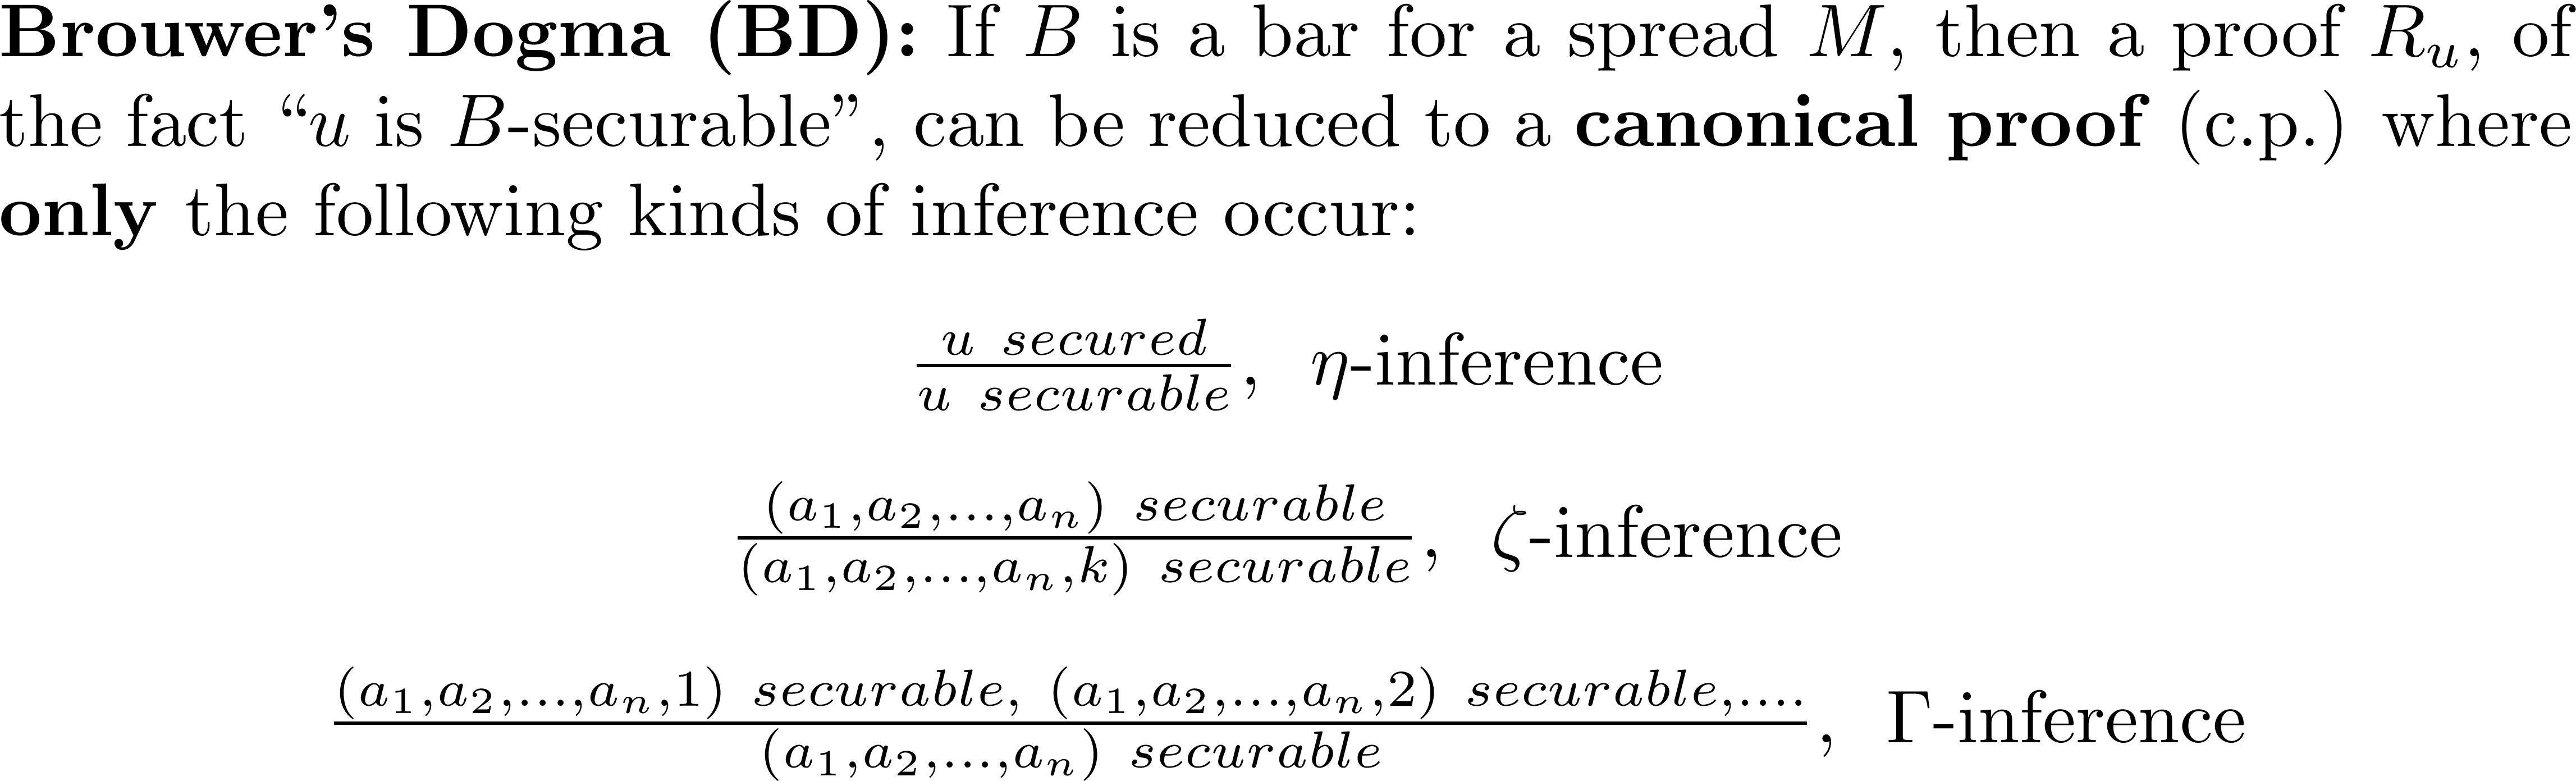 Brouwer's Dogma (BD): If B is a bar for a spread M, then a proof R_u, of
the fact “u is B-securable”, can be reduced to a canonical proof (c.p.) where
only the following kinds of inference occur:
u secured
u securable, η-inference
(a_1,a_2,...,a_n) securable
(a_1,a_2,...,a_n,k) securable, ζ-inference
(a_1,a_2,...,a_n,1) securable, (a_1,a_2,...,a_n,2) securable,....
(a_1,a_2,...,a_n) securable, Γ-inference